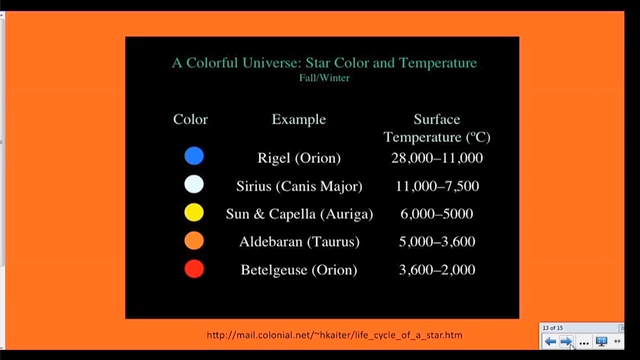 A Colorful Universe: Star Color and Temperature
Fall/Winter
Color Example Surface Temperature (ºC)
Rigel (Orion) 28,000–11,000
Sirius (Canis Major) 11,000–7,500
Sun & Capella (Auriga) 6,000–5000
Aldebaran (Taurus) 5,000–3,600
Betelgeuse (Orion) 3,600–2,000
http://mail.colonial.net/~hkaiter/life_cycle_of_a_star.htm
13 of 15